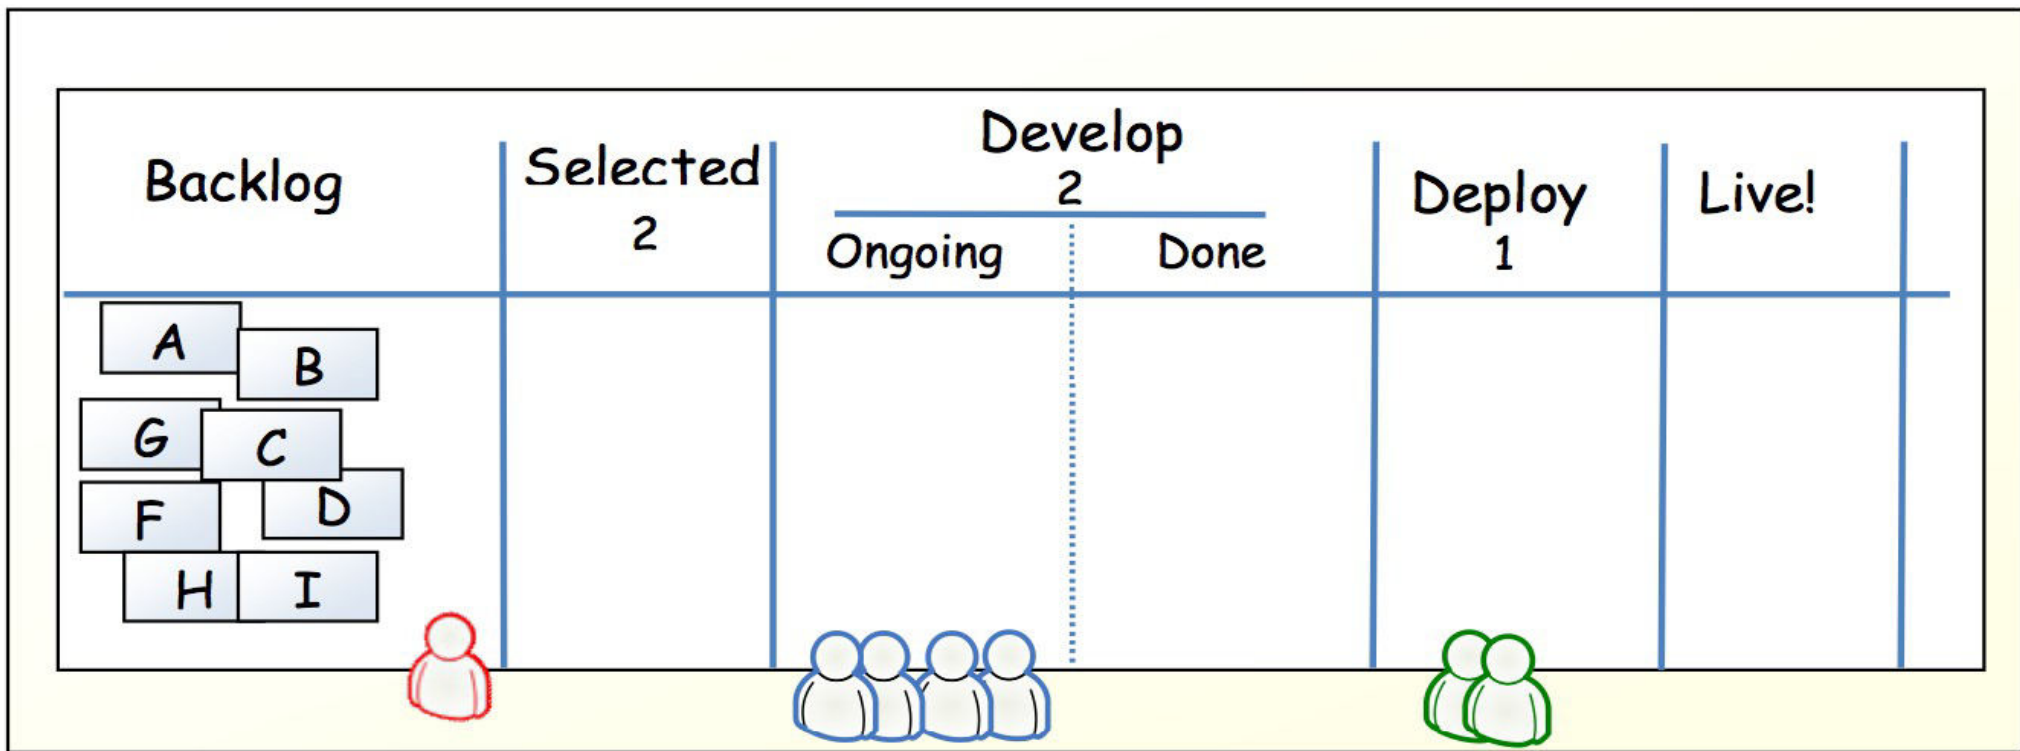 Backlog
Selected
2
Develop
2
Ongoing
Done
Deploy
1
Live!
A
B
G
C
F
D
H
I